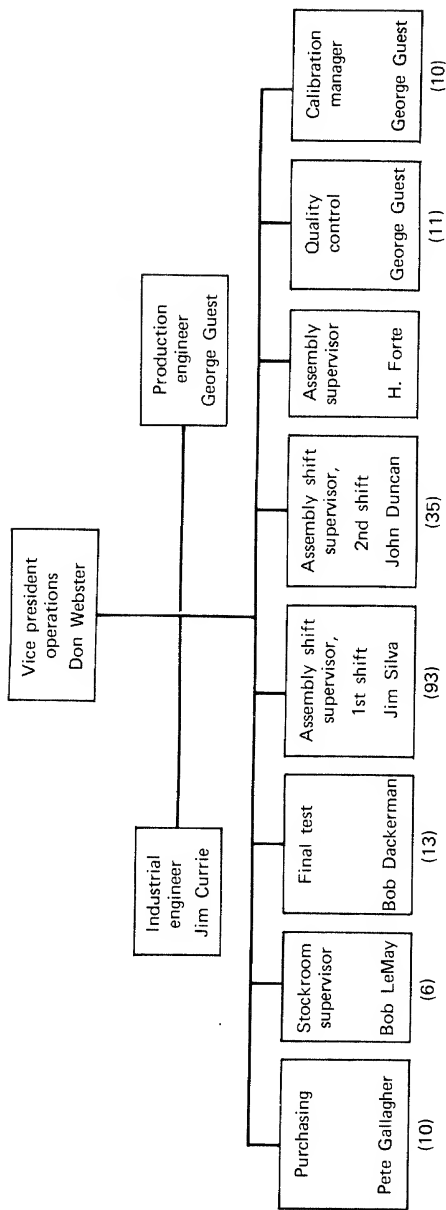 Vice president
operations
Don Webster
Industrial
engineer
Jim Currie
Production
engineer
George Guest
Purchasing
Pete Gallagher
(10)
Stockroom
supervisor
Bob LeMay
(6)
Final test
Bob Dackerman
(13)
Assembly shift
supervisor,
1st shift
Jim Silva
(93)
Assembly shift
supervisor,
2nd shift
John Duncan
(35)
Assembly
supervisor
H. Forte
Quality
control
George Guest
(11)
Calibration
manager
George Guest
(10)